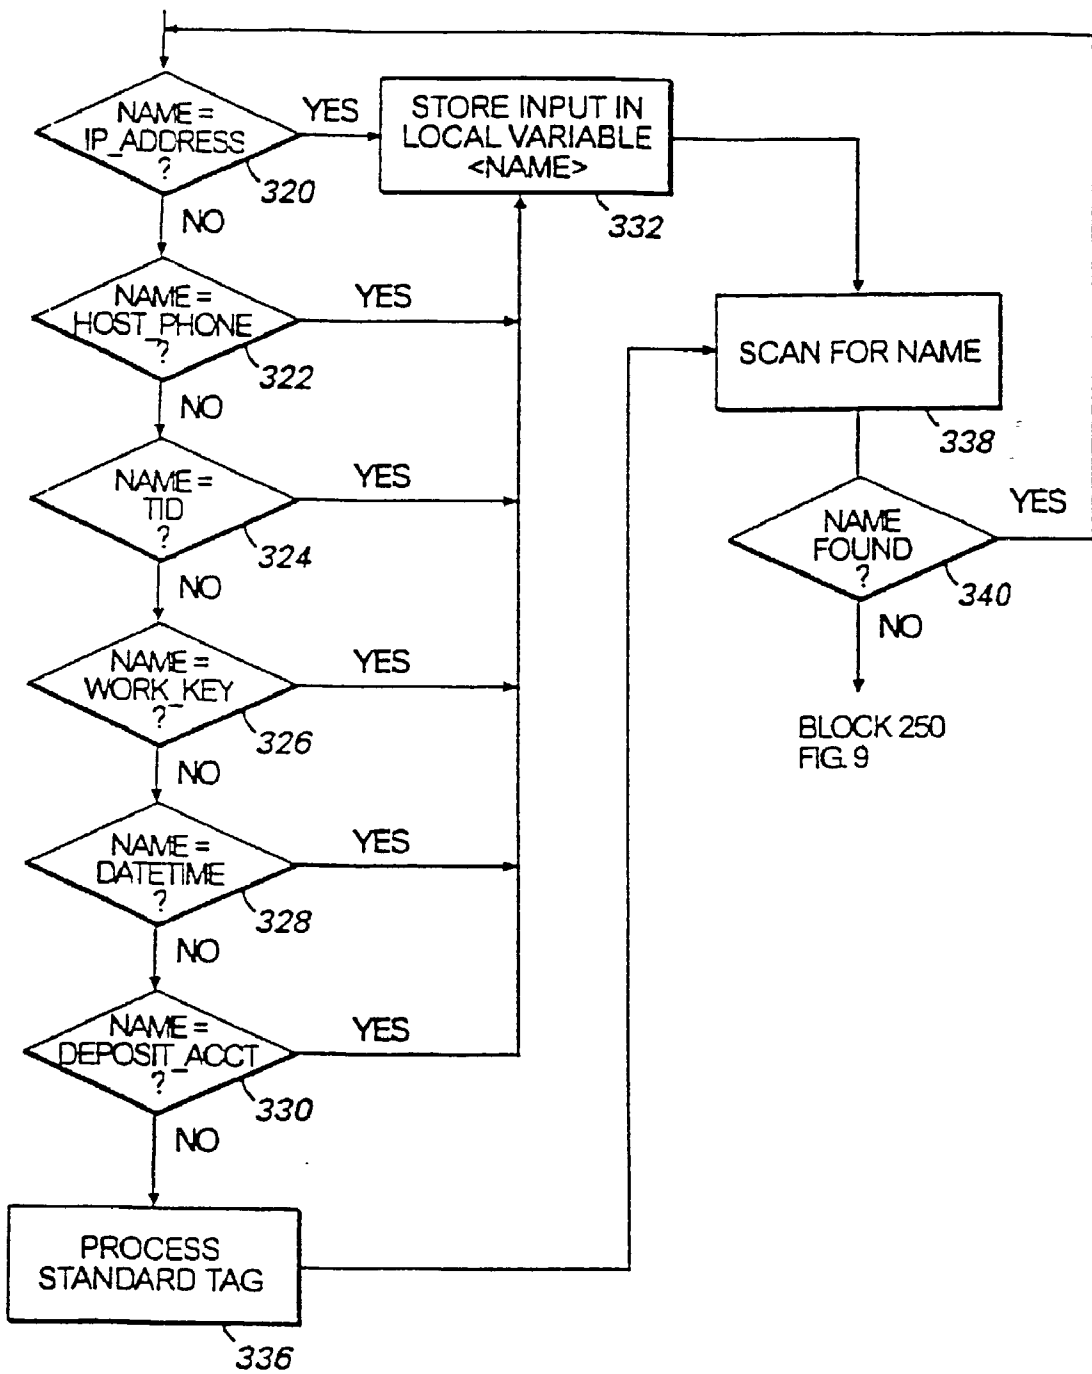 NAME =
IP_ADDRESS
?
320
YES
NO
STORE INPUT IN
LOCAL VARIABLE
<NAME>
332
NAME =
HOST_PHONE
?
322
YES
NO
NAME =
TID
?
324
YES
NO
NAME =
WORK_KEY
?
326
YES
NO
NAME =
DATETIME
?
328
YES
NO
NAME =
DEPOSIT_ACCT
?
330
YES
NO
PROCESS
STANDARD TAG
336
SCAN FOR NAME
338
NAME
FOUND
?
340
YES
NO
BLOCK 250
FIG. 9